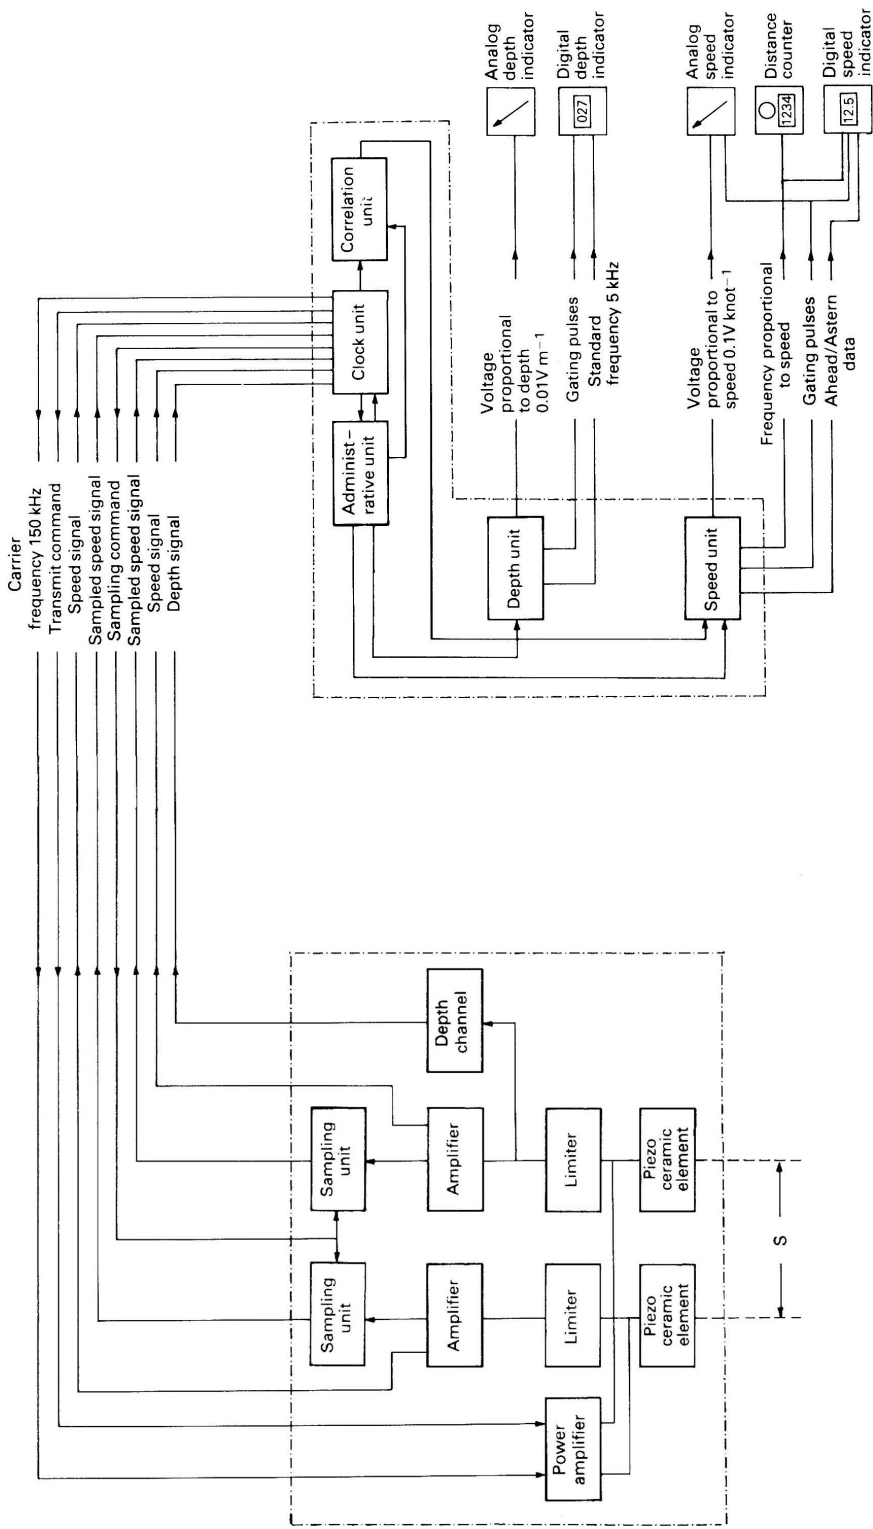 Carrier
frequency 150 kHz
Transmit command
Speed signal
Sampled speed signal
Sampling command
Sampled speed signal
Speed signal
Depth signal
Sampling
unit
Sampling
unit
Amplifier
Amplifier
Depth
channel
Power
amplifier
Limiter
Limiter
Piezo
ceramic
element
Piezo
ceramic
element
S
Administ–
rative unit
Clock unit
Correlation
unit
Depth unit
Voltage
proportional
to depth
0.01V m⁻¹
Gating pulses
Standard
frequency 5 kHz
Analog
depth
indicator
Digital
depth
indicator
027
Speed unit
Voltage
proportional to
speed 0.1V knot⁻¹
Frequency proportional
to speed
Gating pulses
Ahead/Astern
data
Analog
speed
indicator
Distance
counter
1234
Digital
speed
indicator
12.5